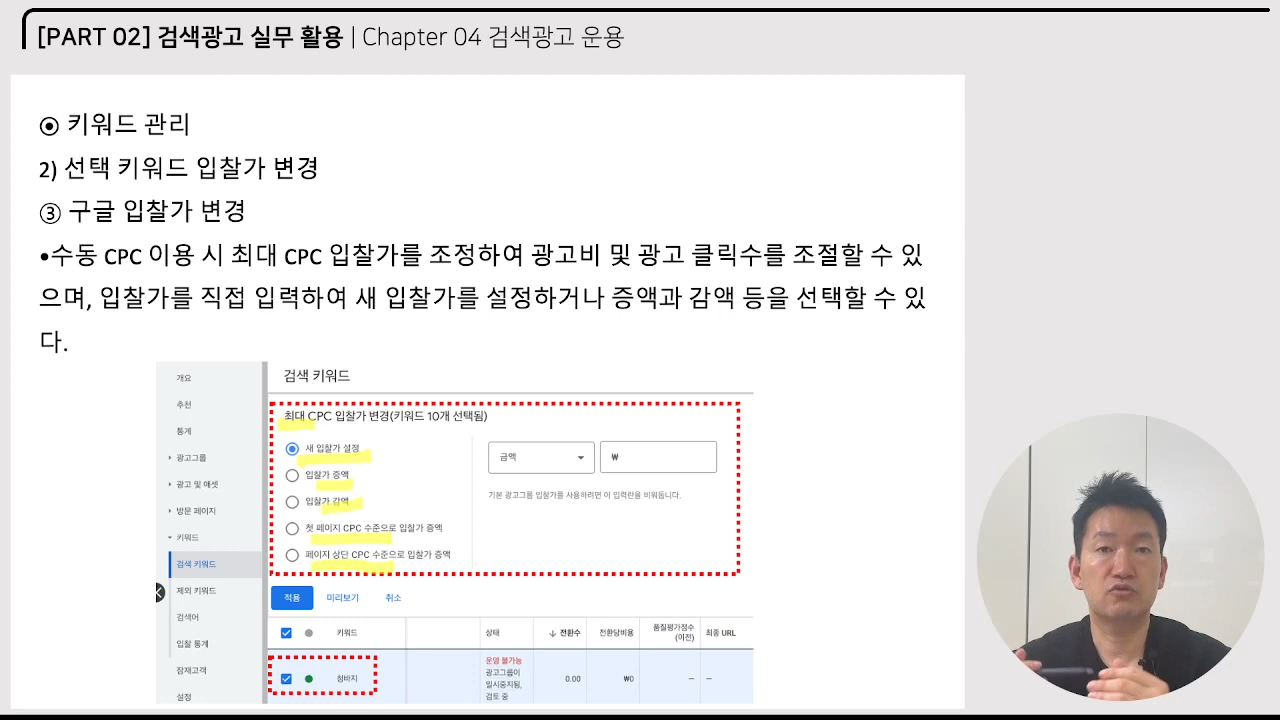 [PART 02] 검색광고 실무 활용 | Chapter 04 검색광고 운용
⦿ 키워드 관리
2) 선택 키워드 입찰가 변경
③ 구글 입찰가 변경
•수동 CPC 이용 시 최대 CPC 입찰가를 조정하여 광고비 및 광고 클릭수를 조절할 수 있
으며, 입찰가를 직접 입력하여 새 입찰가를 설정하거나 증액과 감액 등을 선택할 수 있
다.
개요
추천
통계
광고그룹
광고 및 애셋
방문 페이지
키워드
검색 키워드
제외 키워드
검색어
입찰 통계
잠재고객
설정
검색 키워드
최대 CPC 입찰가 변경(키워드 10개 선택됨)
새 입찰가 설정
입찰가 증액
입찰가 감액
첫 페이지 CPC 수준으로 입찰가 증액
페이지 상단 CPC 수준으로 입찰가 증액
금액 ₩
기본 광고그룹 입찰가를 사용하려면 이 입력란을 비워둡니다.
적용 미리보기 취소
키워드 상태 ↓ 전환수 전환당비용 품질평가점수 (이전) 최종 URL
청바지
운영 불가능
광고그룹이
일시중지됨,
검토 중
0.00 ₩0 — —